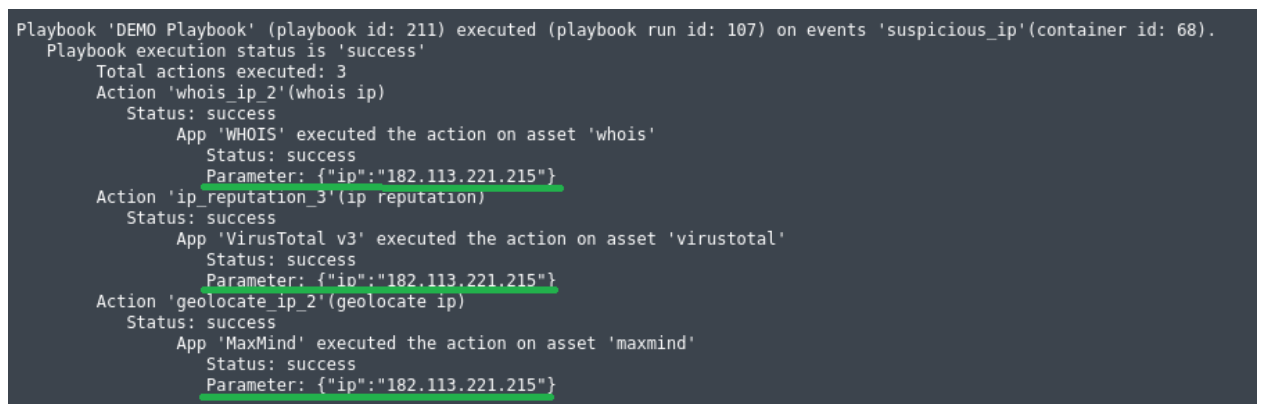 Playbook 'DEMO Playbook' (playbook id: 211) executed (playbook run id: 107) on events 'suspicious_ip'(container id: 68).
Playbook execution status is 'success'
Total actions executed: 3
Action 'whois_ip_2'(whois ip)
Status: success
App 'WHOIS' executed the action on asset 'whois'
Status: success
Parameter: {"ip":"182.113.221.215"}
Action 'ip_reputation_3'(ip reputation)
Status: success
App 'VirusTotal v3' executed the action on asset 'virustotal'
Status: success
Parameter: {"ip":"182.113.221.215"}
Action 'geolocate_ip_2'(geolocate ip)
Status: success
App 'MaxMind' executed the action on asset 'maxmind'
Status: success
Parameter: {"ip":"182.113.221.215"}